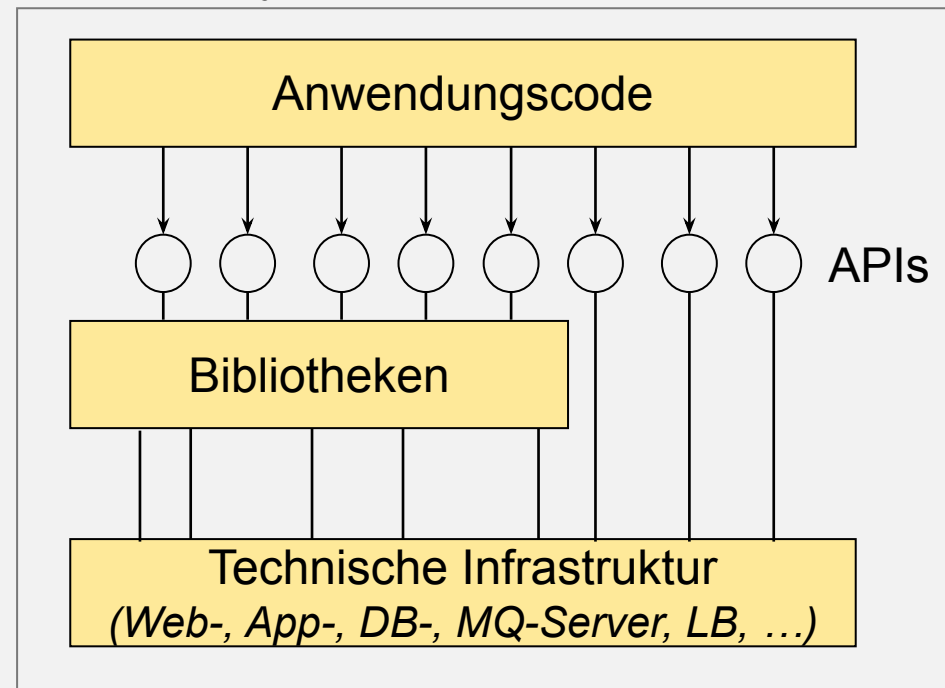 Anwendungscode
APIs
Bibliotheken
Technische Infrastruktur
(Web-, App-, DB-, MQ-Server, LB, …)